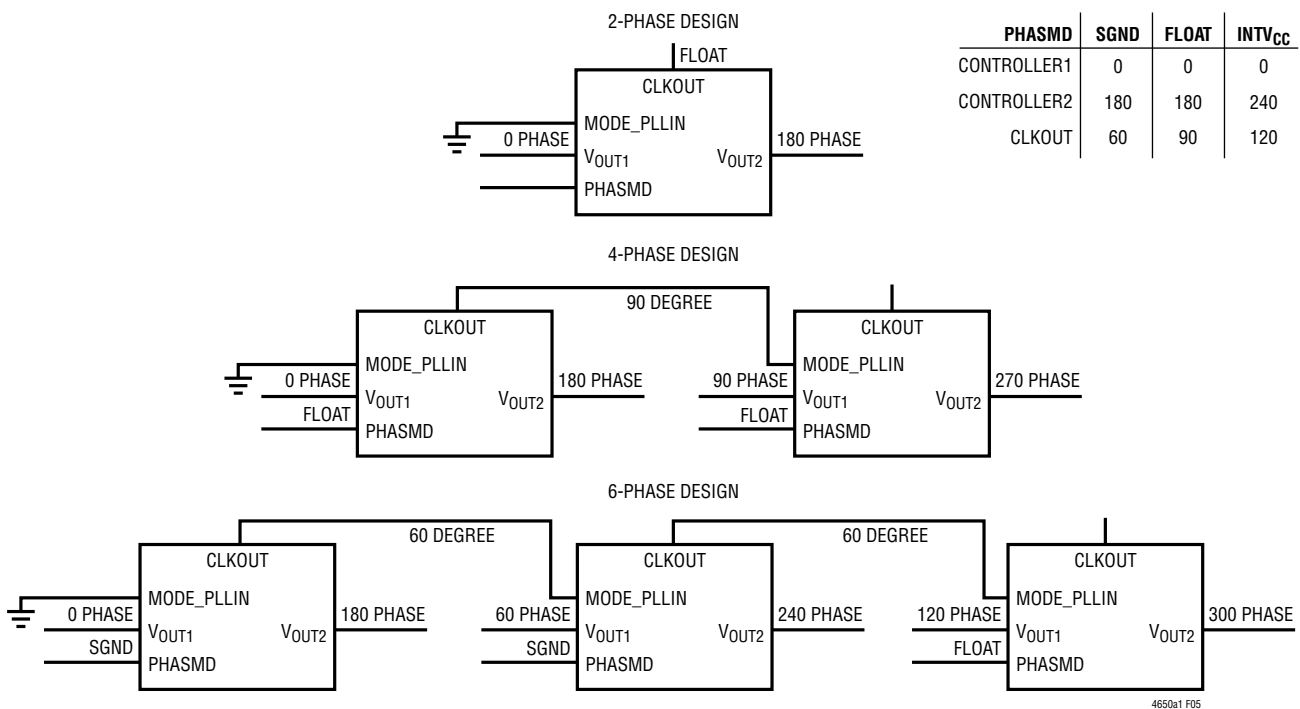 2-PHASE DESIGN
FLOAT
CLKOUT
MODE_PLLIN
0 PHASE
VOUT1
VOUT2
180 PHASE
PHASMD
PHASMD SGND FLOAT INTVCC
CONTROLLER1 0 0 0
CONTROLLER2 180 180 240
CLKOUT 60 90 120
4-PHASE DESIGN
90 DEGREE
CLKOUT
MODE_PLLIN
0 PHASE
VOUT1
VOUT2
180 PHASE
FLOAT
PHASMD
CLKOUT
MODE_PLLIN
90 PHASE
VOUT1
VOUT2
270 PHASE
FLOAT
PHASMD
6-PHASE DESIGN
60 DEGREE
60 DEGREE
CLKOUT
MODE_PLLIN
0 PHASE
VOUT1
VOUT2
180 PHASE
SGND
PHASMD
CLKOUT
MODE_PLLIN
60 PHASE
VOUT1
VOUT2
240 PHASE
SGND
PHASMD
CLKOUT
MODE_PLLIN
120 PHASE
VOUT1
VOUT2
300 PHASE
FLOAT
PHASMD
4650a1 F05